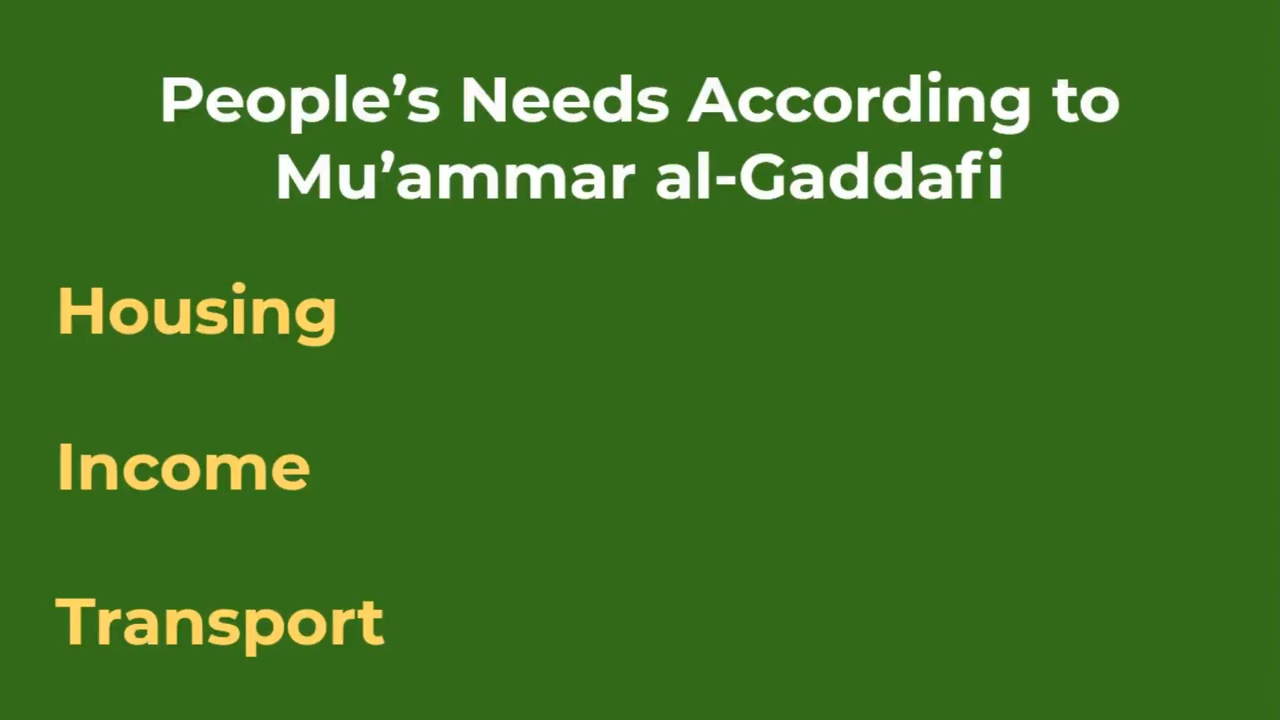 People’s Needs According to
Mu’ammar al-Gaddafi
Housing
Income
Transport